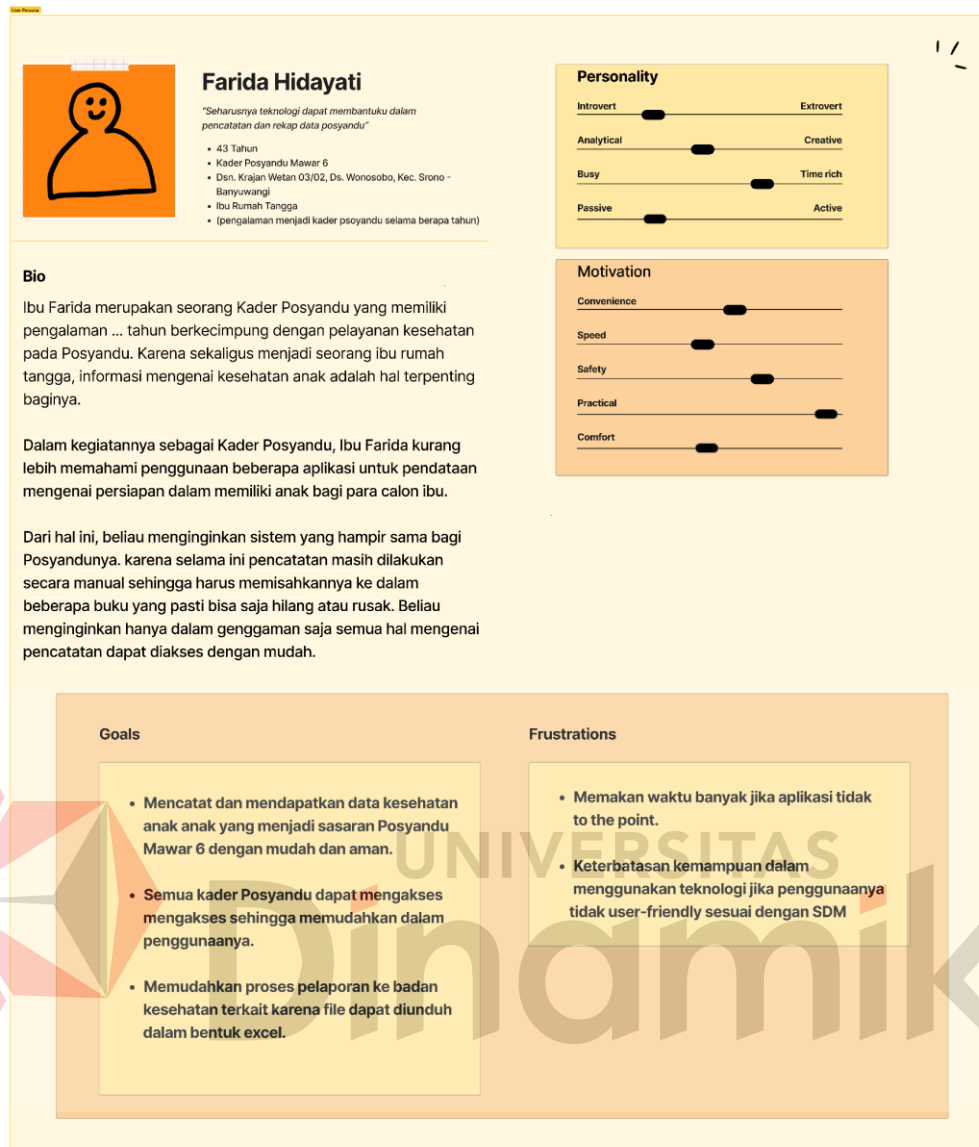 User Persona
Farida Hidayati
"Seharusnya teknologi dapat membantuku dalam
pencatatan dan rekap data posyandu"
• 43 Tahun
• Kader Posyandu Mawar 6
• Dsn. Krajan Wetan 03/02, Ds. Wonosobo, Kec. Srono -
Banyuwangi
• Ibu Rumah Tangga
• (pengalaman menjadi kader psoyandu selama berapa tahun)
Bio
Ibu Farida merupakan seorang Kader Posyandu yang memiliki
pengalaman ... tahun berkecimpung dengan pelayanan kesehatan
pada Posyandu. Karena sekaligus menjadi seorang ibu rumah
tangga, informasi mengenai kesehatan anak adalah hal terpenting
baginya.
Dalam kegiatannya sebagai Kader Posyandu, Ibu Farida kurang
lebih memahami penggunaan beberapa aplikasi untuk pendataan
mengenai persiapan dalam memiliki anak bagi para calon ibu.
Dari hal ini, beliau menginginkan sistem yang hampir sama bagi
Posyandunya. karena selama ini pencatatan masih dilakukan
secara manual sehingga harus memisahkannya ke dalam
beberapa buku yang pasti bisa saja hilang atau rusak. Beliau
menginginkan hanya dalam genggaman saja semua hal mengenai
pencatatan dapat diakses dengan mudah.
Personality
Introvert Extrovert
Analytical Creative
Busy Time rich
Passive Active
Motivation
Convenience
Speed
Safety
Practical
Comfort
Goals
• Mencatat dan mendapatkan data kesehatan
anak anak yang menjadi sasaran Posyandu
Mawar 6 dengan mudah dan aman.
• Semua kader Posyandu dapat mengakses
mengakses sehingga memudahkan dalam
penggunaanya.
• Memudahkan proses pelaporan ke badan
kesehatan terkait karena file dapat diunduh
dalam bentuk excel.
Frustrations
• Memakan waktu banyak jika aplikasi tidak
to the point.
• Keterbatasan kemampuan dalam
menggunakan teknologi jika penggunaanya
tidak user-friendly sesuai dengan SDM
UNIVERSITAS
Dinamik